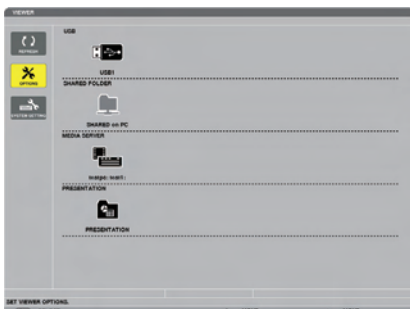 VIEWER
USB
REFRESH
USB1
OPTIONS
SHARED FOLDER
SYSTEM SETTING
SHARED on PC
MEDIA SERVER
PRESENTATION
PRESENTATION
SET VIEWER OPTIONS.